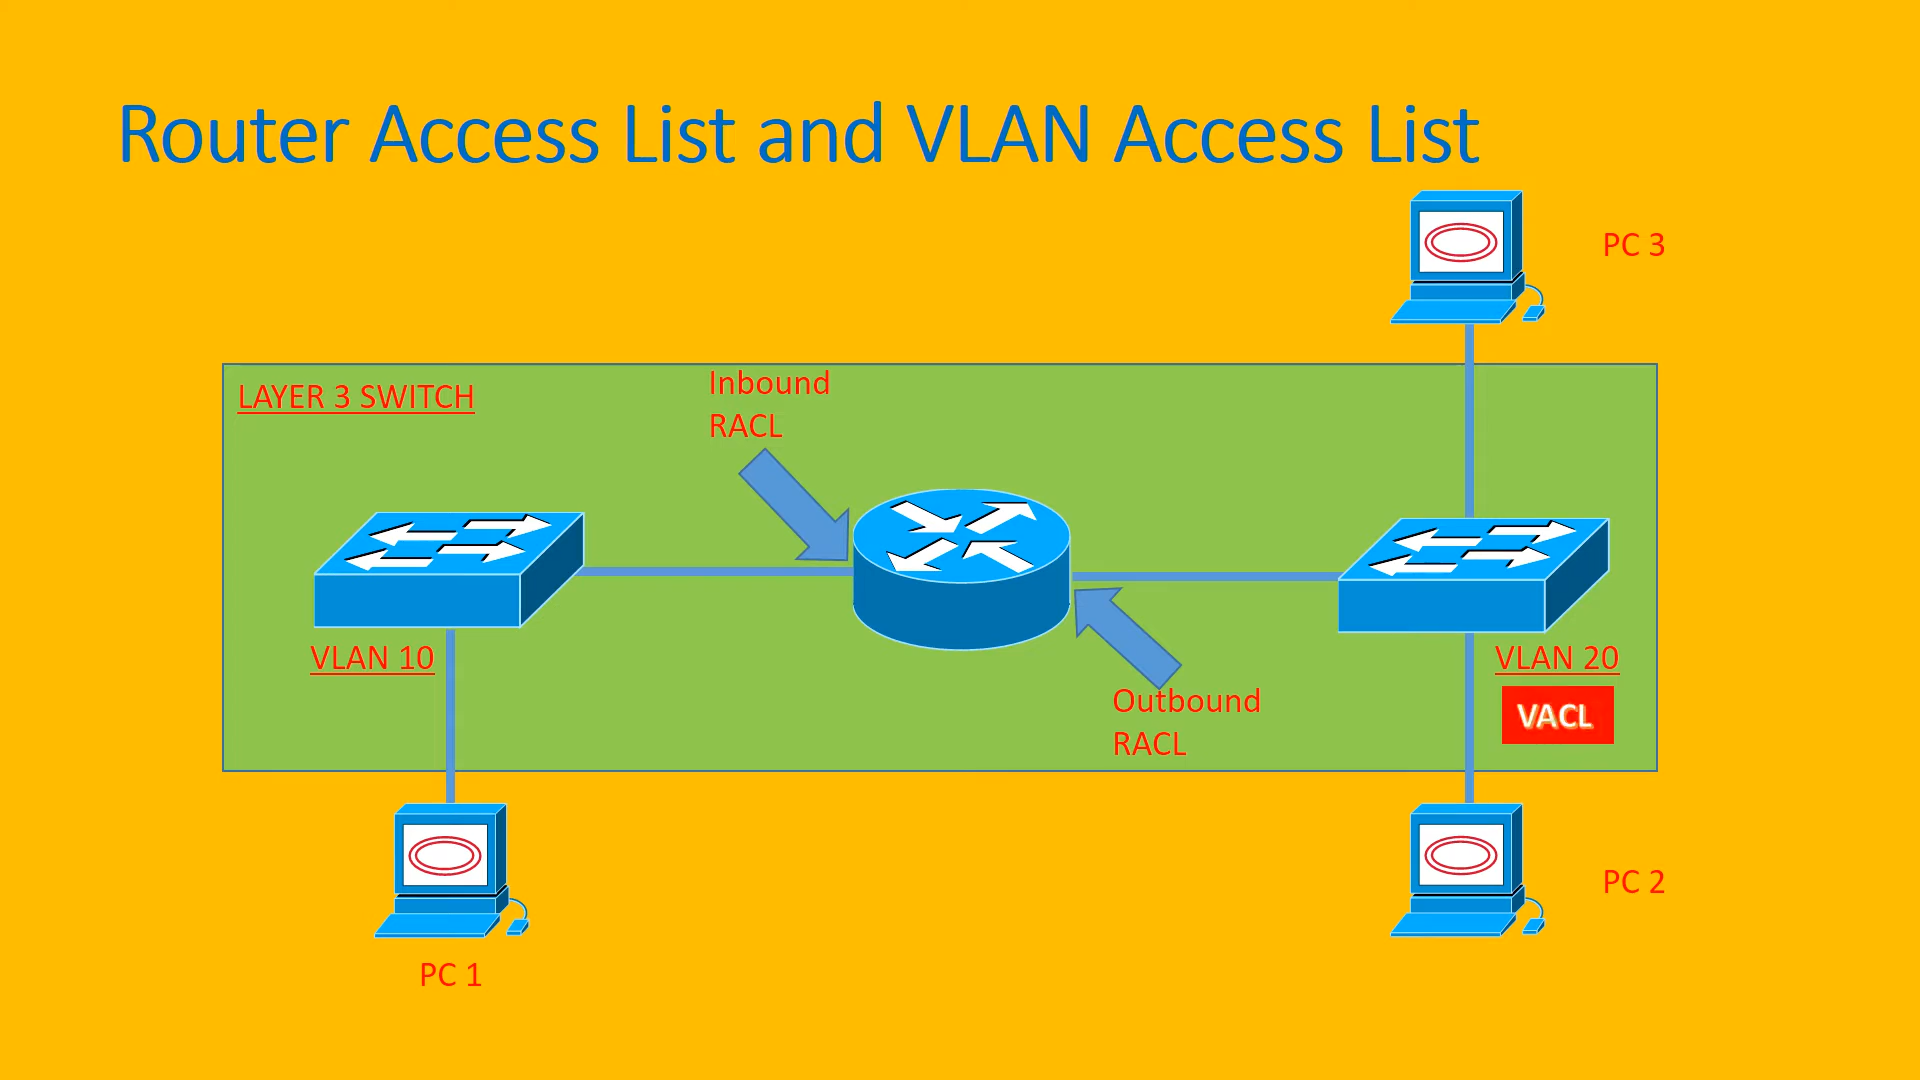 Router Access List and VLAN Access List
PC 3
LAYER 3 SWITCH
Inbound
RACL
VLAN 10
VLAN 20
VACL
Outbound
RACL
PC 2
PC 1